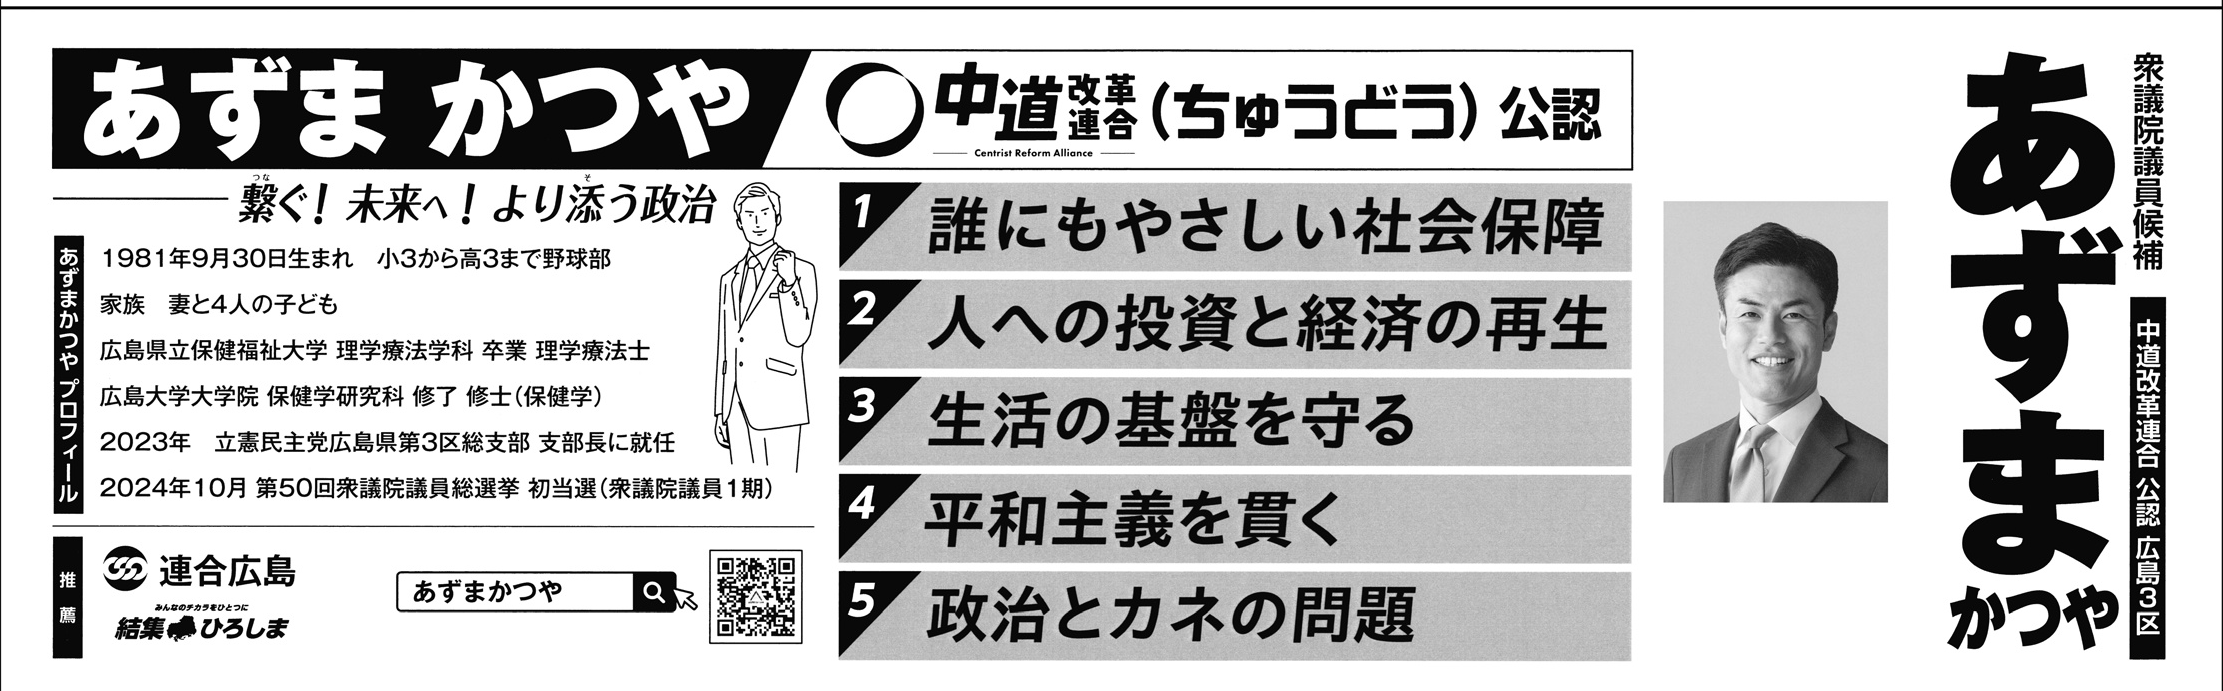 衆議院議員候補
あずま かつや
中道改革連合 公認 広島3区
あずま かつや
中道改革連合（ちゅうどう）公認
Centrist Reform Alliance
つな そ
繋ぐ！未来へ！より添う政治
あずまかつや プロフィール
1981年9月30日生まれ 小3から高3まで野球部
家族 妻と4人の子ども
広島県立保健福祉大学 理学療法学科 卒業 理学療法士
広島大学大学院 保健学研究科 修了 修士（保健学）
2023年 立憲民主党広島県第3区総支部 支部長に就任
2024年10月 第50回衆議院議員総選挙 初当選（衆議院議員1期）
推薦
連合広島
みんなのチカラをひとつに
結集ひろしま
あずまかつや
1 誰にもやさしい社会保障
2 人への投資と経済の再生
3 生活の基盤を守る
4 平和主義を貫く
5 政治とカネの問題